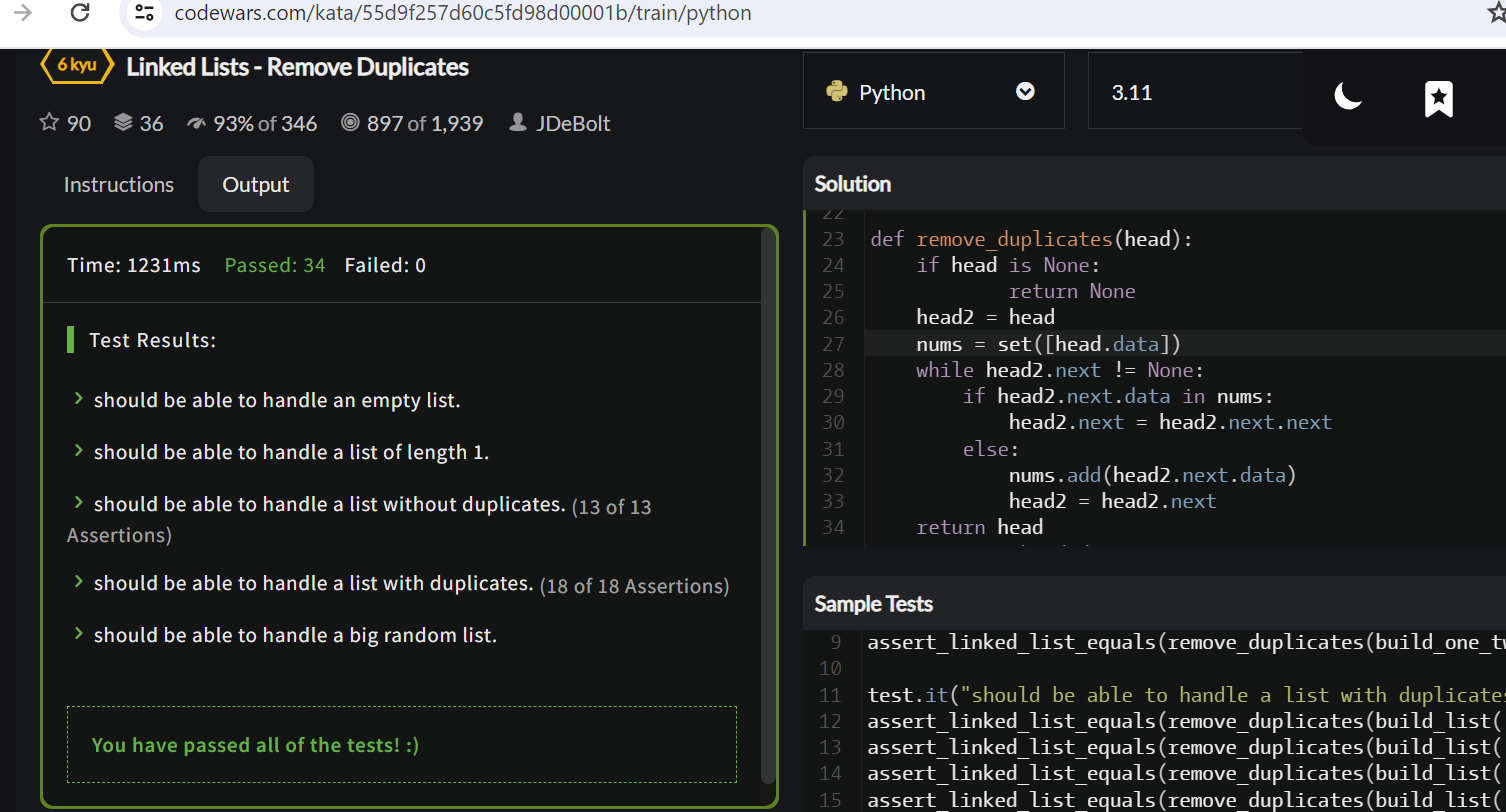 codewars.com/kata/55d9f257d60c5fd98d00001b/train/python
6 kyu Linked Lists - Remove Duplicates
90 36 93% of 346 897 of 1,939 JDeBolt
Instructions Output
Time: 1231ms Passed: 34 Failed: 0
Test Results:
should be able to handle an empty list.
should be able to handle a list of length 1.
should be able to handle a list without duplicates. (13 of 13
Assertions)
should be able to handle a list with duplicates. (18 of 18 Assertions)
should be able to handle a big random list.
You have passed all of the tests! :)
Python 3.11
Solution
22
23 def remove_duplicates(head):
24     if head is None:
25             return None
26     head2 = head
27     nums = set([head.data])
28     while head2.next != None:
29         if head2.next.data in nums:
30             head2.next = head2.next.next
31         else:
32             nums.add(head2.next.data)
33             head2 = head2.next
34     return head
Sample Tests
9 assert_linked_list_equals(remove_duplicates(build_one_tw
10
11 test.it("should be able to handle a list with duplicates
12 assert_linked_list_equals(remove_duplicates(build_list(
13 assert_linked_list_equals(remove_duplicates(build_list(
14 assert_linked_list_equals(remove_duplicates(build_list(
15 assert_linked_list_equals(remove_duplicates(build_list(